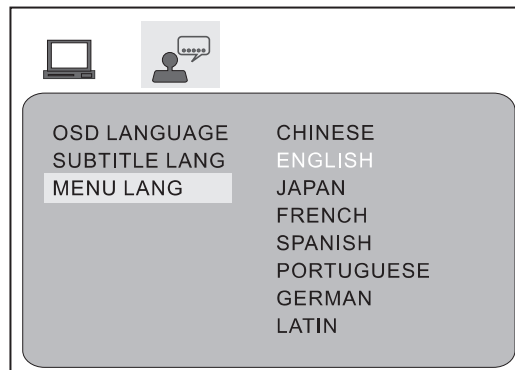 OSD LANGUAGE
SUBTITLE LANG
MENU LANG
CHINESE
ENGLISH
JAPAN
FRENCH
SPANISH
PORTUGUESE
GERMAN
LATIN